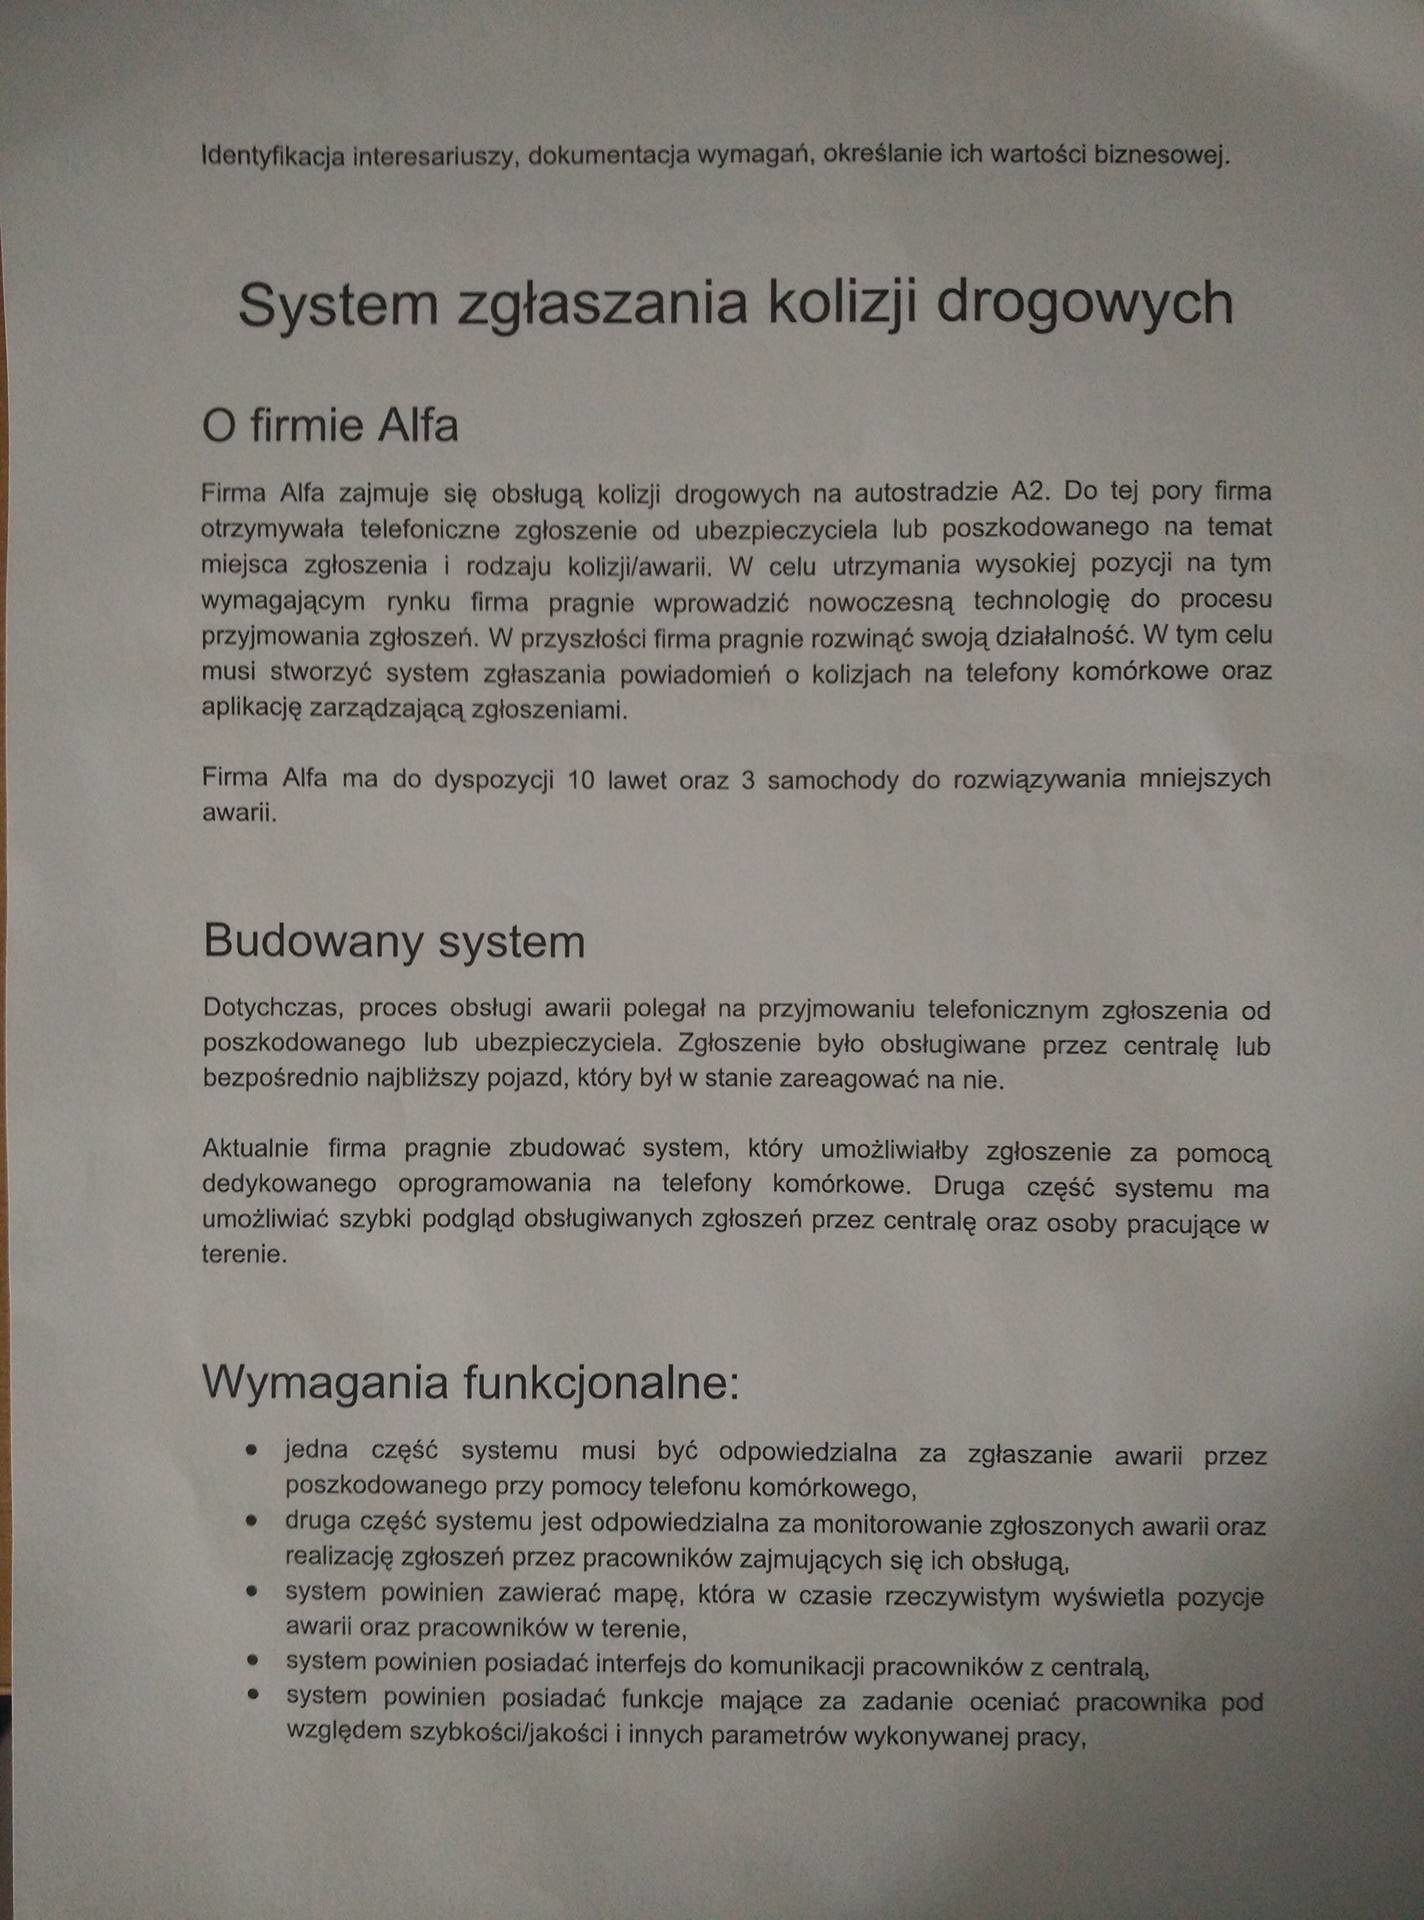 Identyfikacja interesariuszy, dokumentacja wymagań, określanie ich wartości biznesowej.
System zgłaszania kolizji drogowych
O firmie Alfa
Firma Alfa zajmuje się obsługą kolizji drogowych na autostradzie A2. Do tej pory firma
otrzymywała telefoniczne zgłoszenie od ubezpieczyciela lub poszkodowanego na temat
miejsca zgłoszenia i rodzaju kolizji/awarii. W celu utrzymania wysokiej pozycji na tym
wymagającym rynku firma pragnie wprowadzić nowoczesną technologię do procesu
przyjmowania zgłoszeń. W przyszłości firma pragnie rozwinąć swoją działalność. W tym celu
musi stworzyć system zgłaszania powiadomień o kolizjach na telefony komórkowe oraz
aplikację zarządzającą zgłoszeniami.
Firma Alfa ma do dyspozycji 10 lawet oraz 3 samochody do rozwiązywania mniejszych
awarii.
Budowany system
Dotychczas, proces obsługi awarii polegał na przyjmowaniu telefonicznym zgłoszenia od
poszkodowanego lub ubezpieczyciela. Zgłoszenie było obsługiwane przez centralę lub
bezpośrednio najbliższy pojazd, który był w stanie zareagować na nie.
Aktualnie firma pragnie zbudować system, który umożliwiałby zgłoszenie za pomocą
dedykowanego oprogramowania na telefony komórkowe. Druga część systemu ma
umożliwiać szybki podgląd obsługiwanych zgłoszeń przez centralę oraz osoby pracujące w
terenie.
Wymagania funkcjonalne:
• jedna część systemu musi być odpowiedzialna za zgłaszanie awarii przez
poszkodowanego przy pomocy telefonu komórkowego,
• druga część systemu jest odpowiedzialna za monitorowanie zgłoszonych awarii oraz
realizację zgłoszeń przez pracowników zajmujących się ich obsługą,
• system powinien zawierać mapę, która w czasie rzeczywistym wyświetla pozycje
awarii oraz pracowników w terenie,
• system powinien posiadać interfejs do komunikacji pracowników z centralą,
• system powinien posiadać funkcje mające za zadanie oceniać pracownika pod
względem szybkości/jakości i innych parametrów wykonywanej pracy,